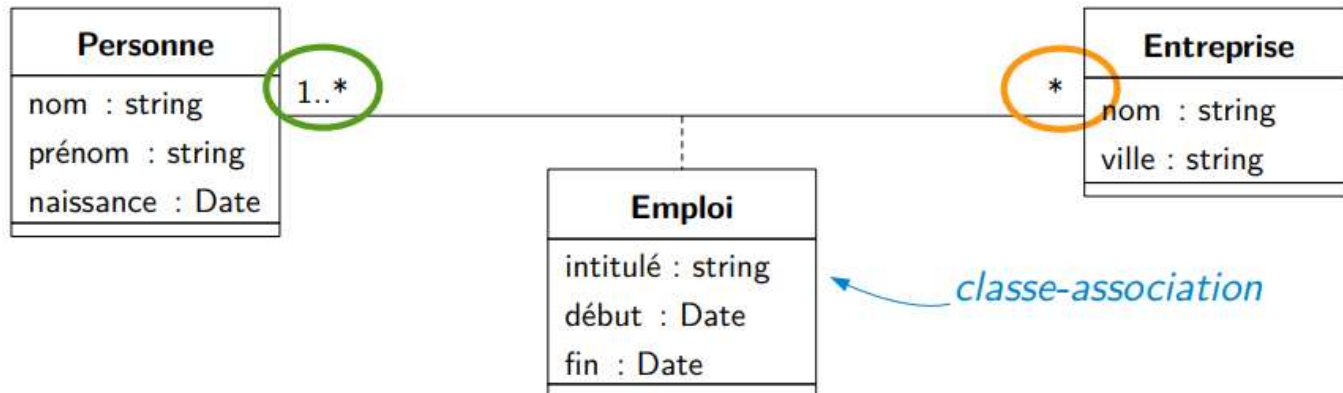 Personne
nom : string
prénom : string
naissance : Date
1..*
*
Entreprise
nom : string
ville : string
Emploi
intitulé : string
début : Date
fin : Date
classe-association